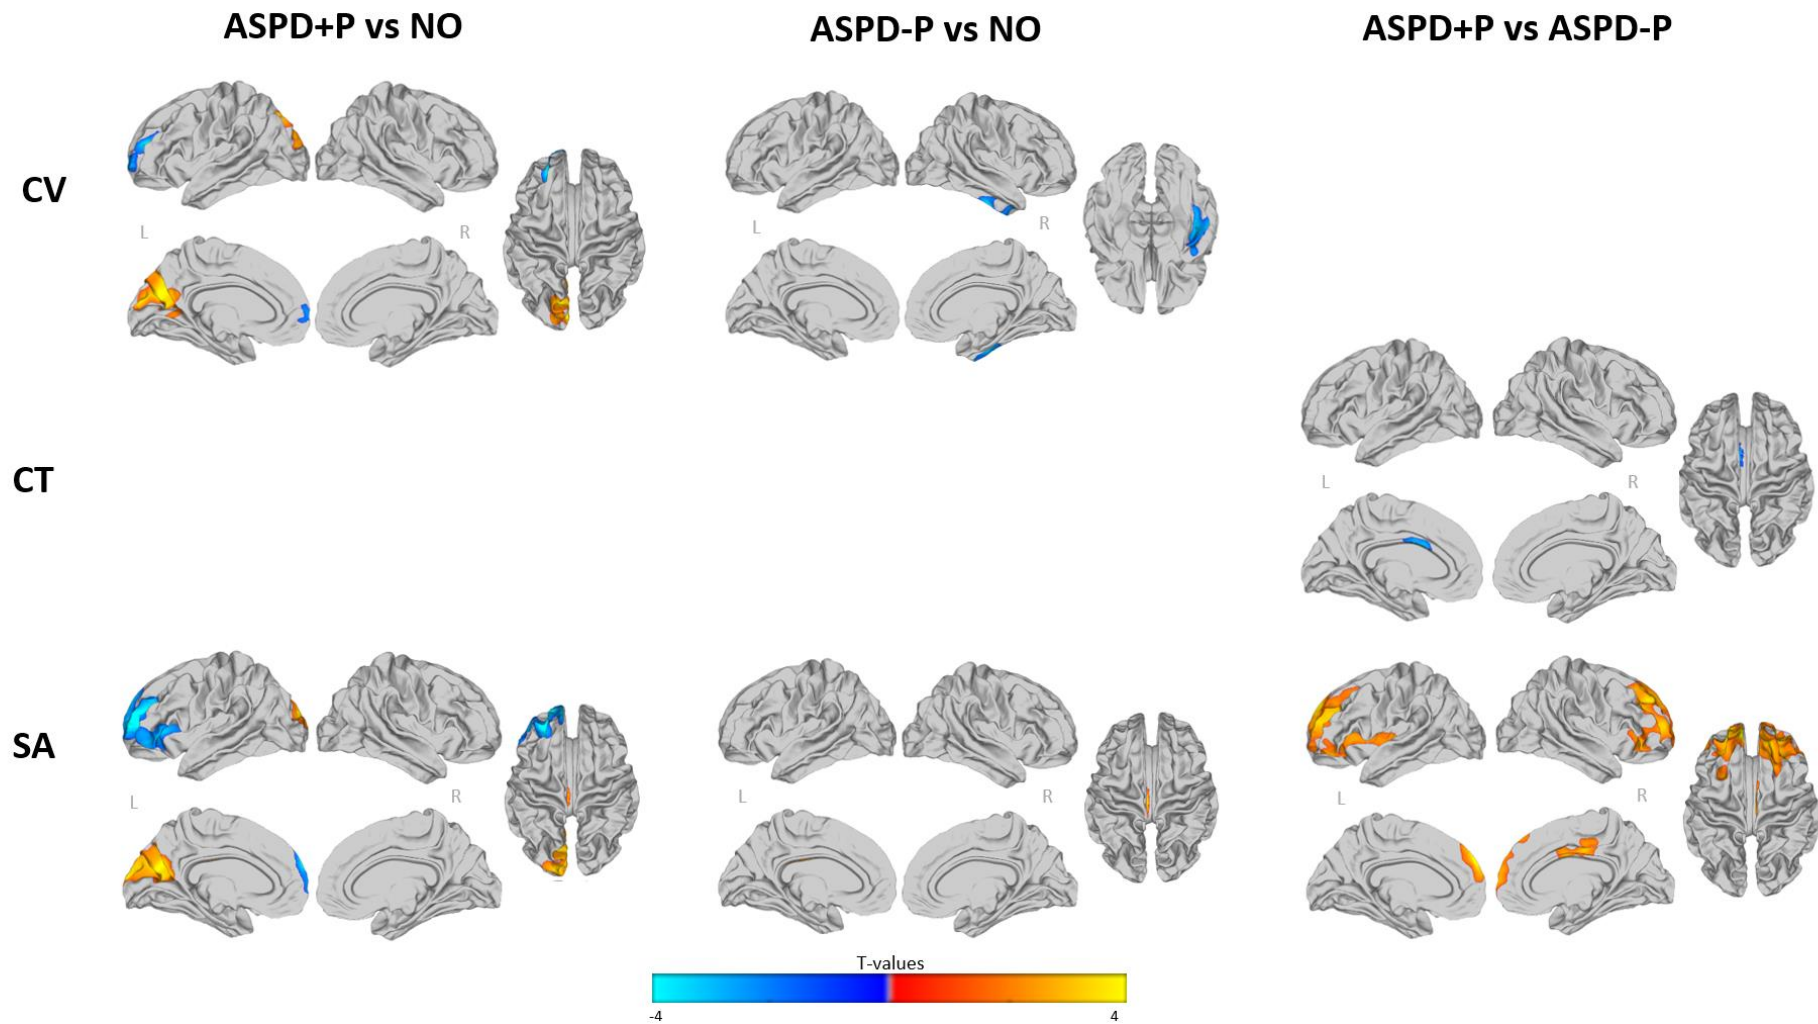 ASPD+P vs NO
ASPD-P vs NO
ASPD+P vs ASPD-P
CV
L
R
L
R
CT
L
R
SA
L
R
L
R
L
R
T-values
-4
4